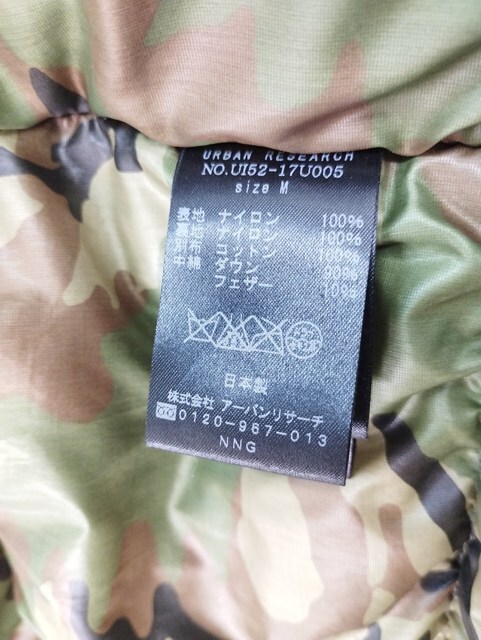 URBAN RESEARCH
NO.UI52-17U005
size M
表地 ナイロン 100%
裏地 ナイロン 100%
別布 コットン 100%
中綿 ダウン 90%
フェザー 10%
日本製
株式会社 アーバンリサーチ
0120-967-013
NNG